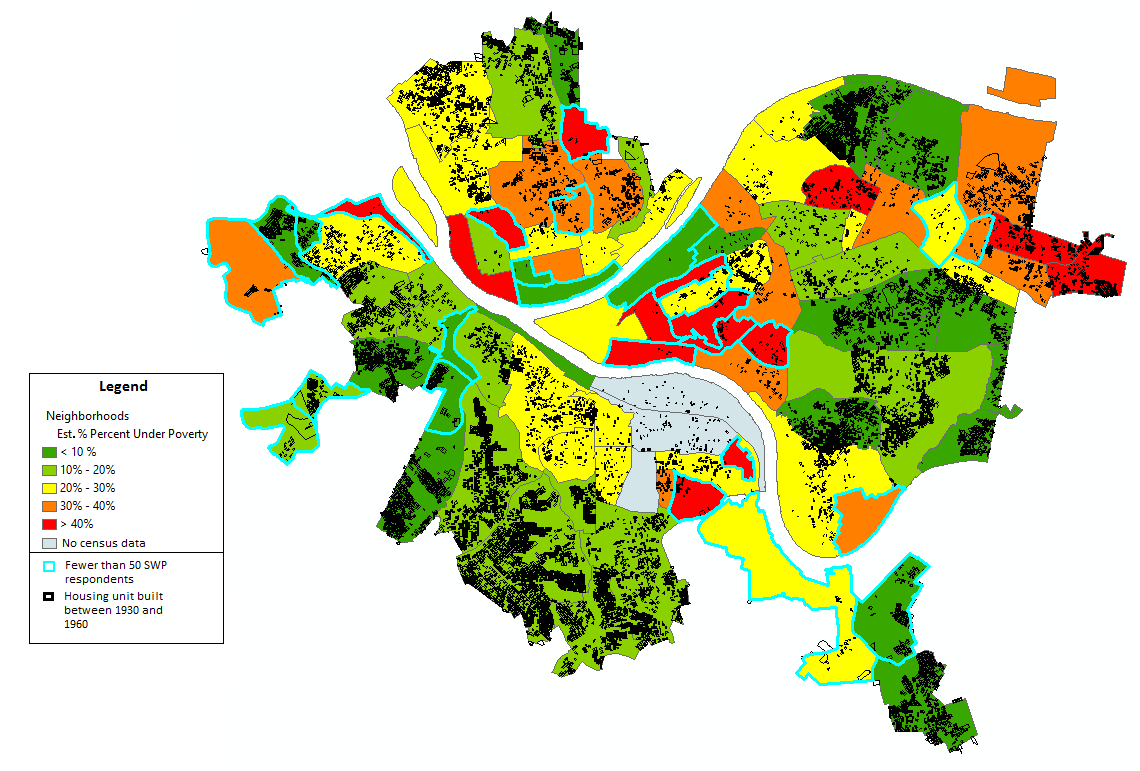 Legend
Neighborhoods
Est. % Percent Under Poverty
< 10 %
10% - 20%
20% - 30%
30% - 40%
> 40%
No census data
Fewer than 50 SWP
respondents
Housing unit built
between 1930 and
1960